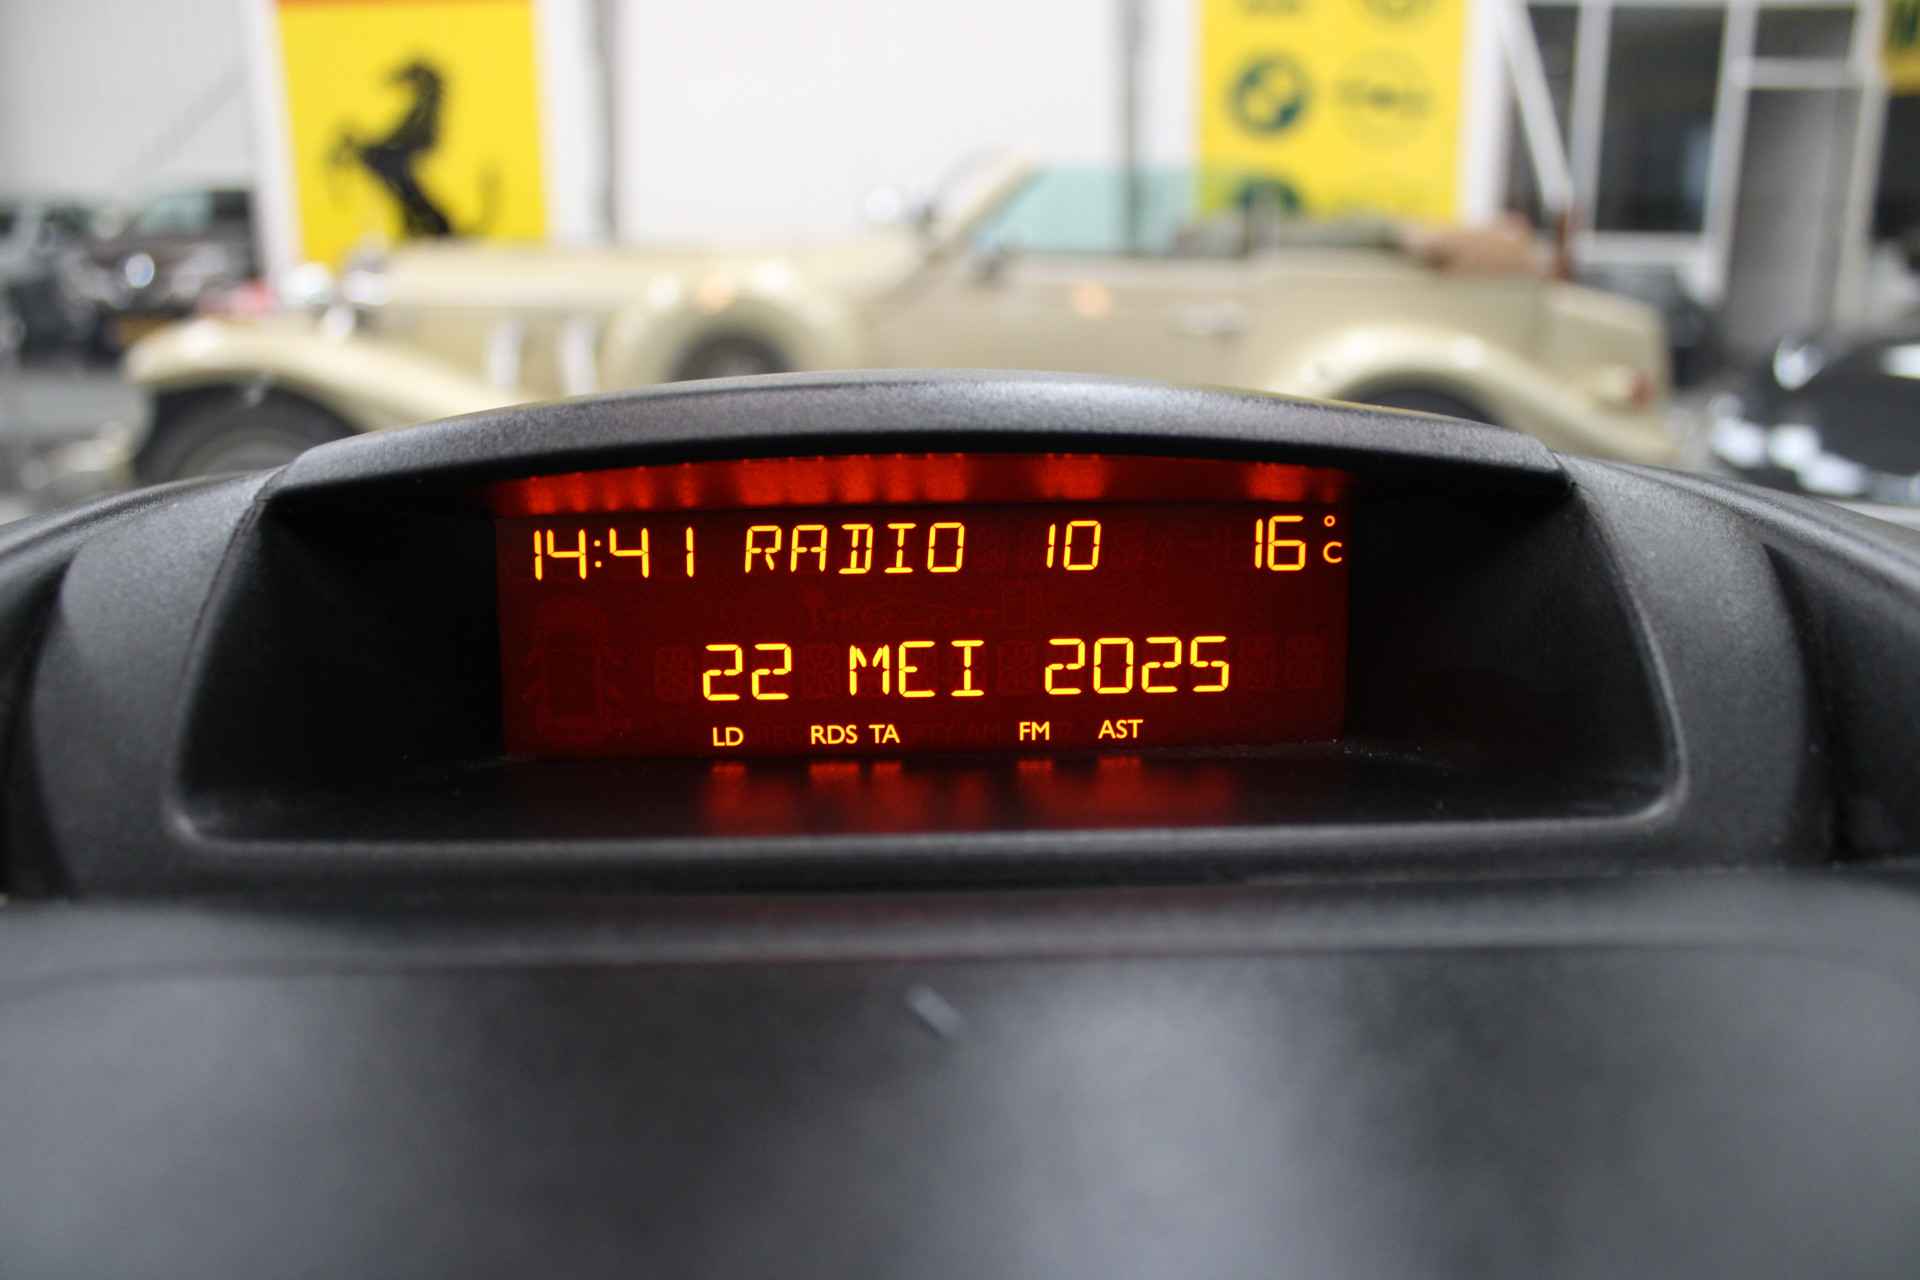 14:41 RADIO 10 16°C
22 MEI 2025
LD RDS TA FM AST